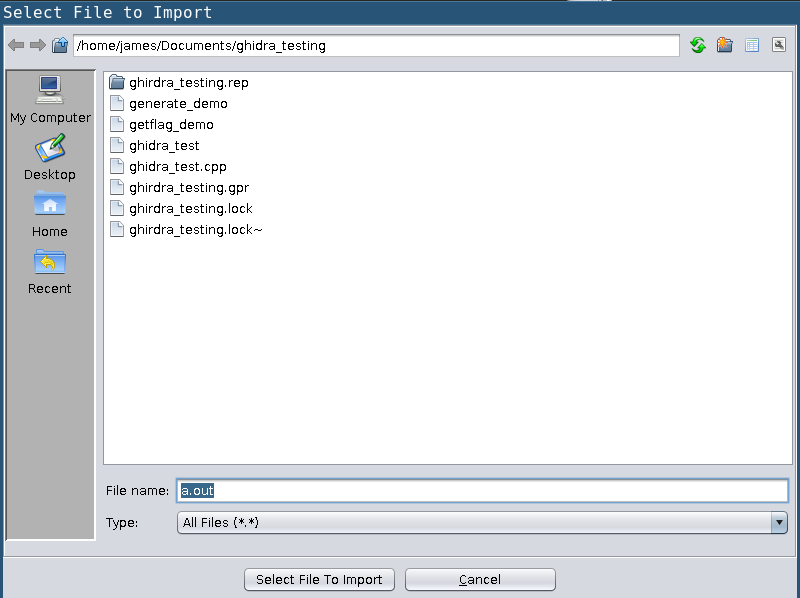 Select File to Import
/home/james/Documents/ghidra_testing
My Computer
Desktop
Home
Recent
ghirdra_testing.rep
generate_demo
getflag_demo
ghidra_test
ghidra_test.cpp
ghirdra_testing.gpr
ghirdra_testing.lock
ghirdra_testing.lock~
File name: a.out
Type: All Files (*.*)
Select File To Import Cancel